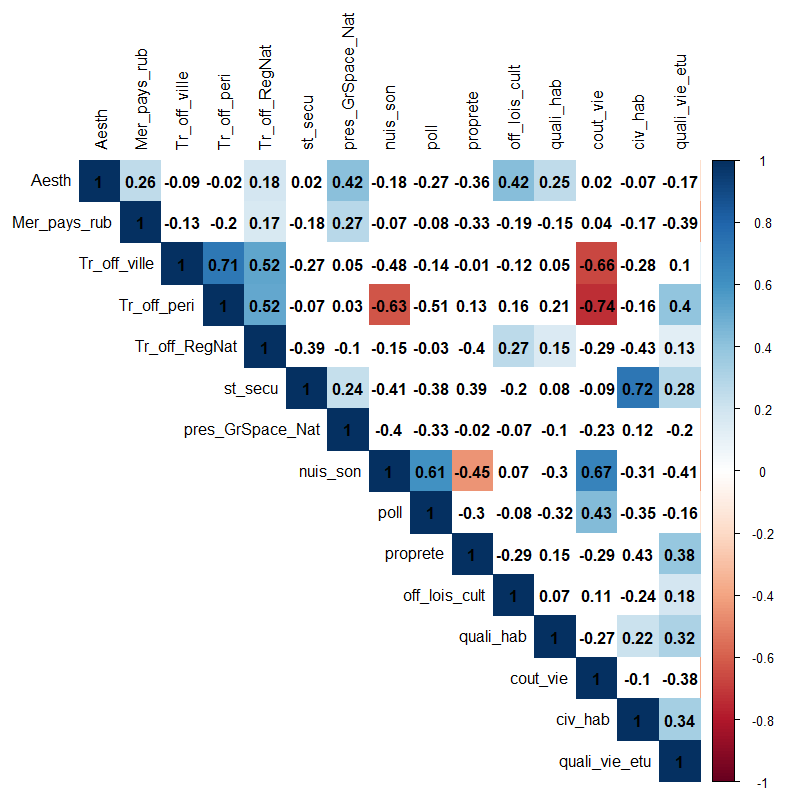 Aesth
Mer_pays_rub
Tr_off_ville
Tr_off_peri
Tr_off_RegNat
st_secu
pres_GrSpace_Nat
nuis_son
poll
proprete
off_lois_cult
quali_hab
cout_vie
civ_hab
quali_vie_etu
Aesth 1 0.26 -0.09 -0.02 0.18 0.02 0.42 -0.18 -0.27 -0.36 0.42 0.25 0.02 -0.07 -0.17
Mer_pays_rub 1 -0.13 -0.2 0.17 -0.18 0.27 -0.07 -0.08 -0.33 -0.19 -0.15 0.04 -0.17 -0.39
Tr_off_ville 1 0.71 0.52 -0.27 0.05 -0.48 -0.14 -0.01 -0.12 0.05 -0.66 -0.28 0.1
Tr_off_peri 1 0.52 -0.07 0.03 -0.63 -0.51 0.13 0.16 0.21 -0.74 -0.16 0.4
Tr_off_RegNat 1 -0.39 -0.1 -0.15 -0.03 -0.4 0.27 0.15 -0.29 -0.43 0.13
st_secu 1 0.24 -0.41 -0.38 0.39 -0.2 0.08 -0.09 0.72 0.28
pres_GrSpace_Nat 1 -0.4 -0.33 -0.02 -0.07 -0.1 -0.23 0.12 -0.2
nuis_son 1 0.61 -0.45 0.07 -0.3 0.67 -0.31 -0.41
poll 1 -0.3 -0.08 -0.32 0.43 -0.35 -0.16
proprete 1 -0.29 0.15 -0.29 0.43 0.38
off_lois_cult 1 0.07 0.11 -0.24 0.18
quali_hab 1 -0.27 0.22 0.32
cout_vie 1 -0.1 -0.38
civ_hab 1 0.34
quali_vie_etu 1
1
0.8
0.6
0.4
0.2
0
-0.2
-0.4
-0.6
-0.8
-1